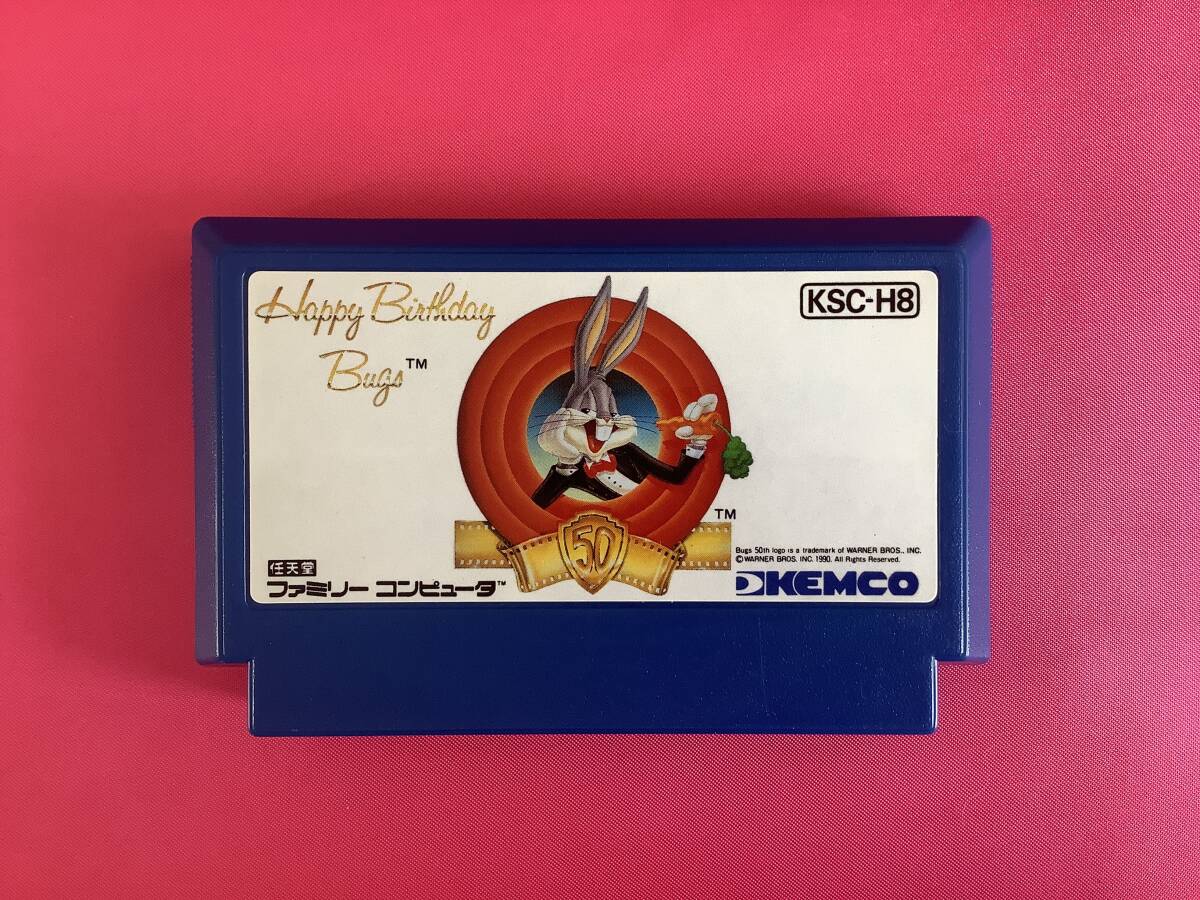 Happy Birthday
Bugs™
KSC-H8
50
TM
Bugs 50th logo is a trademark of WARNER BROS., INC.
©WARNER BROS. INC. 1990. All Rights Reserved.
任天堂
ファミリー コンピュータ™
KEMCO